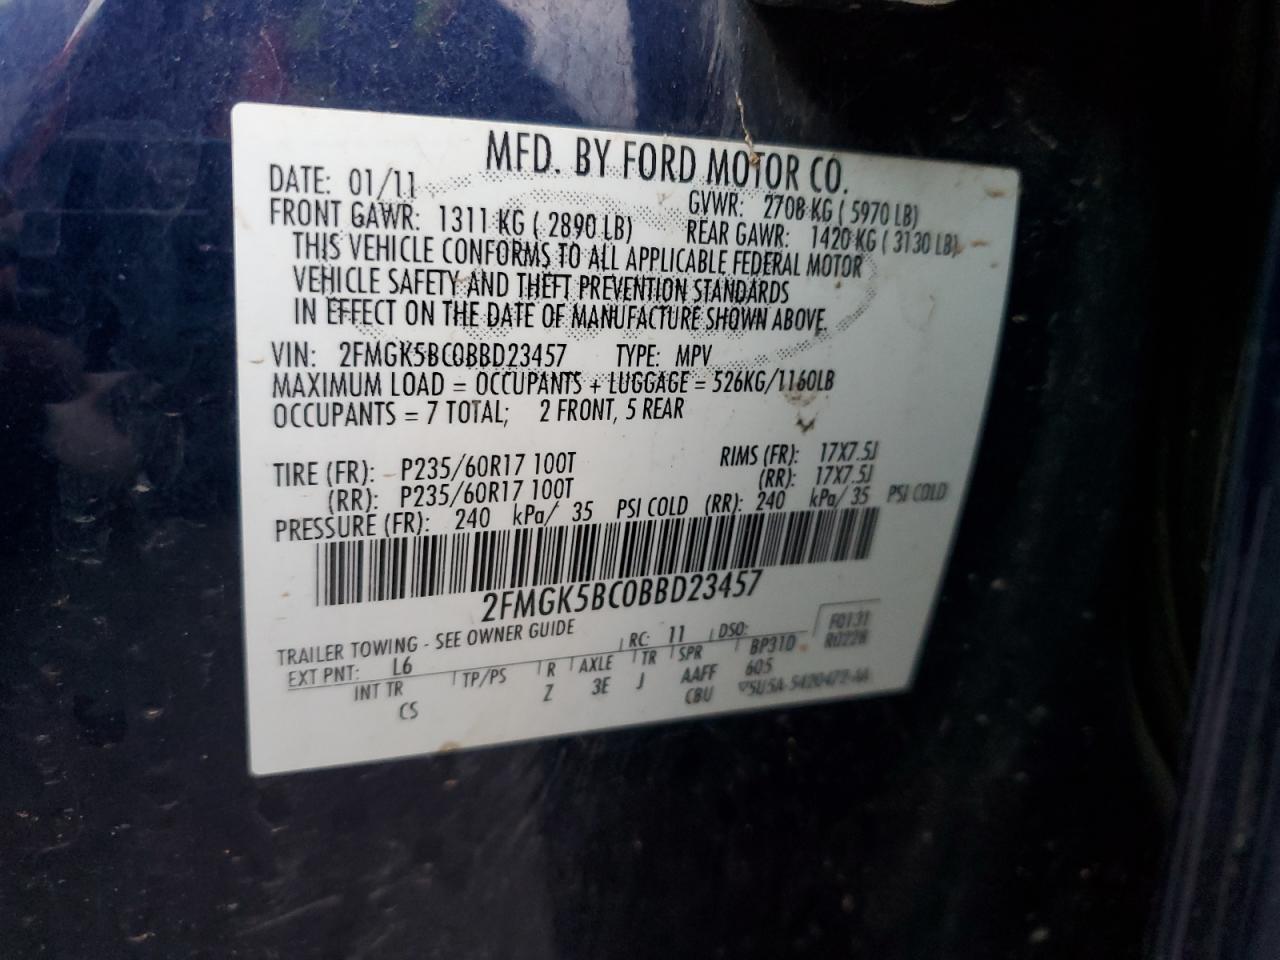 MFD. BY FORD MOTOR CO.
DATE: 01/11 GVWR: 2708 KG ( 5970 LB)
FRONT GAWR: 1311 KG ( 2890 LB) REAR GAWR: 1420 KG ( 3130 LB)
THIS VEHICLE CONFORMS TO ALL APPLICABLE FEDERAL MOTOR
VEHICLE SAFETY AND THEFT PREVENTION STANDARDS
IN EFFECT ON THE DATE OF MANUFACTURE SHOWN ABOVE.
VIN: 2FMGK5BC0BBD23457 TYPE: MPV
MAXIMUM LOAD = OCCUPANTS + LUGGAGE = 526KG/1160LB
OCCUPANTS = 7 TOTAL; 2 FRONT, 5 REAR
TIRE (FR): P235/60R17 100T RIMS (FR): 17X7.5J
(RR): P235/60R17 100T (RR): 17X7.5J
PRESSURE (FR): 240 kPa/ 35 PSI COLD (RR): 240 kPa/ 35 PSI COLD
2FMGK5BC0BBD23457
TRAILER TOWING - SEE OWNER GUIDE RC: 11 DSO: F0131
EXT PNT: L6 TP/PS R AXLE TR SPR BP310 R0228
INT TR Z 3E J AAFF 6Q5
CS CBU